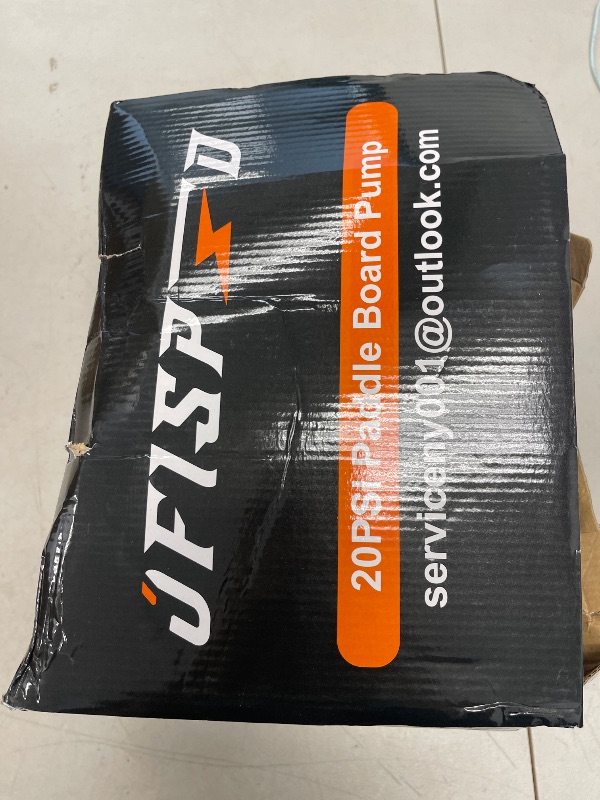 20PSI Paddle Board Pump
serviceny001@outlook.com